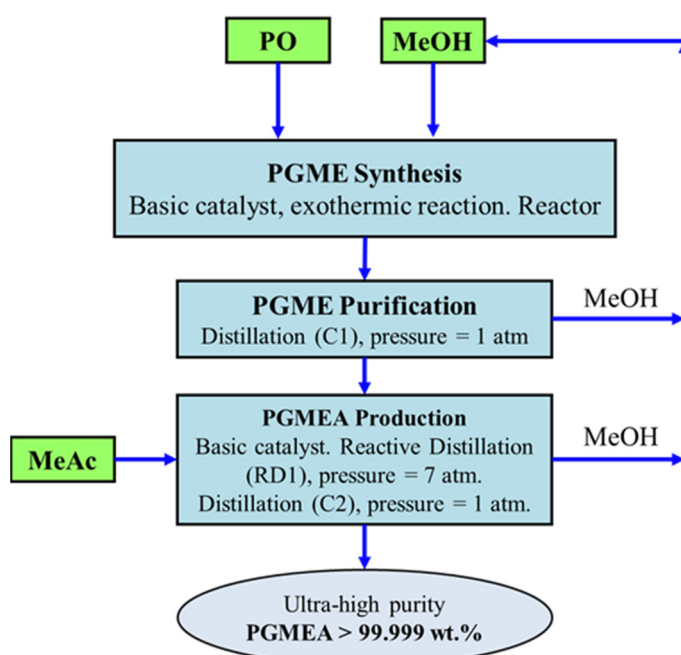 PO
MeOH
PGME Synthesis
Basic catalyst, exothermic reaction. Reactor
PGME Purification
Distillation (C1), pressure = 1 atm
MeOH
PGMEA Production
Basic catalyst. Reactive Distillation
(RD1), pressure = 7 atm.
Distillation (C2), pressure = 1 atm.
MeAc
MeOH
Ultra-high purity
PGMEA > 99.999 wt.%